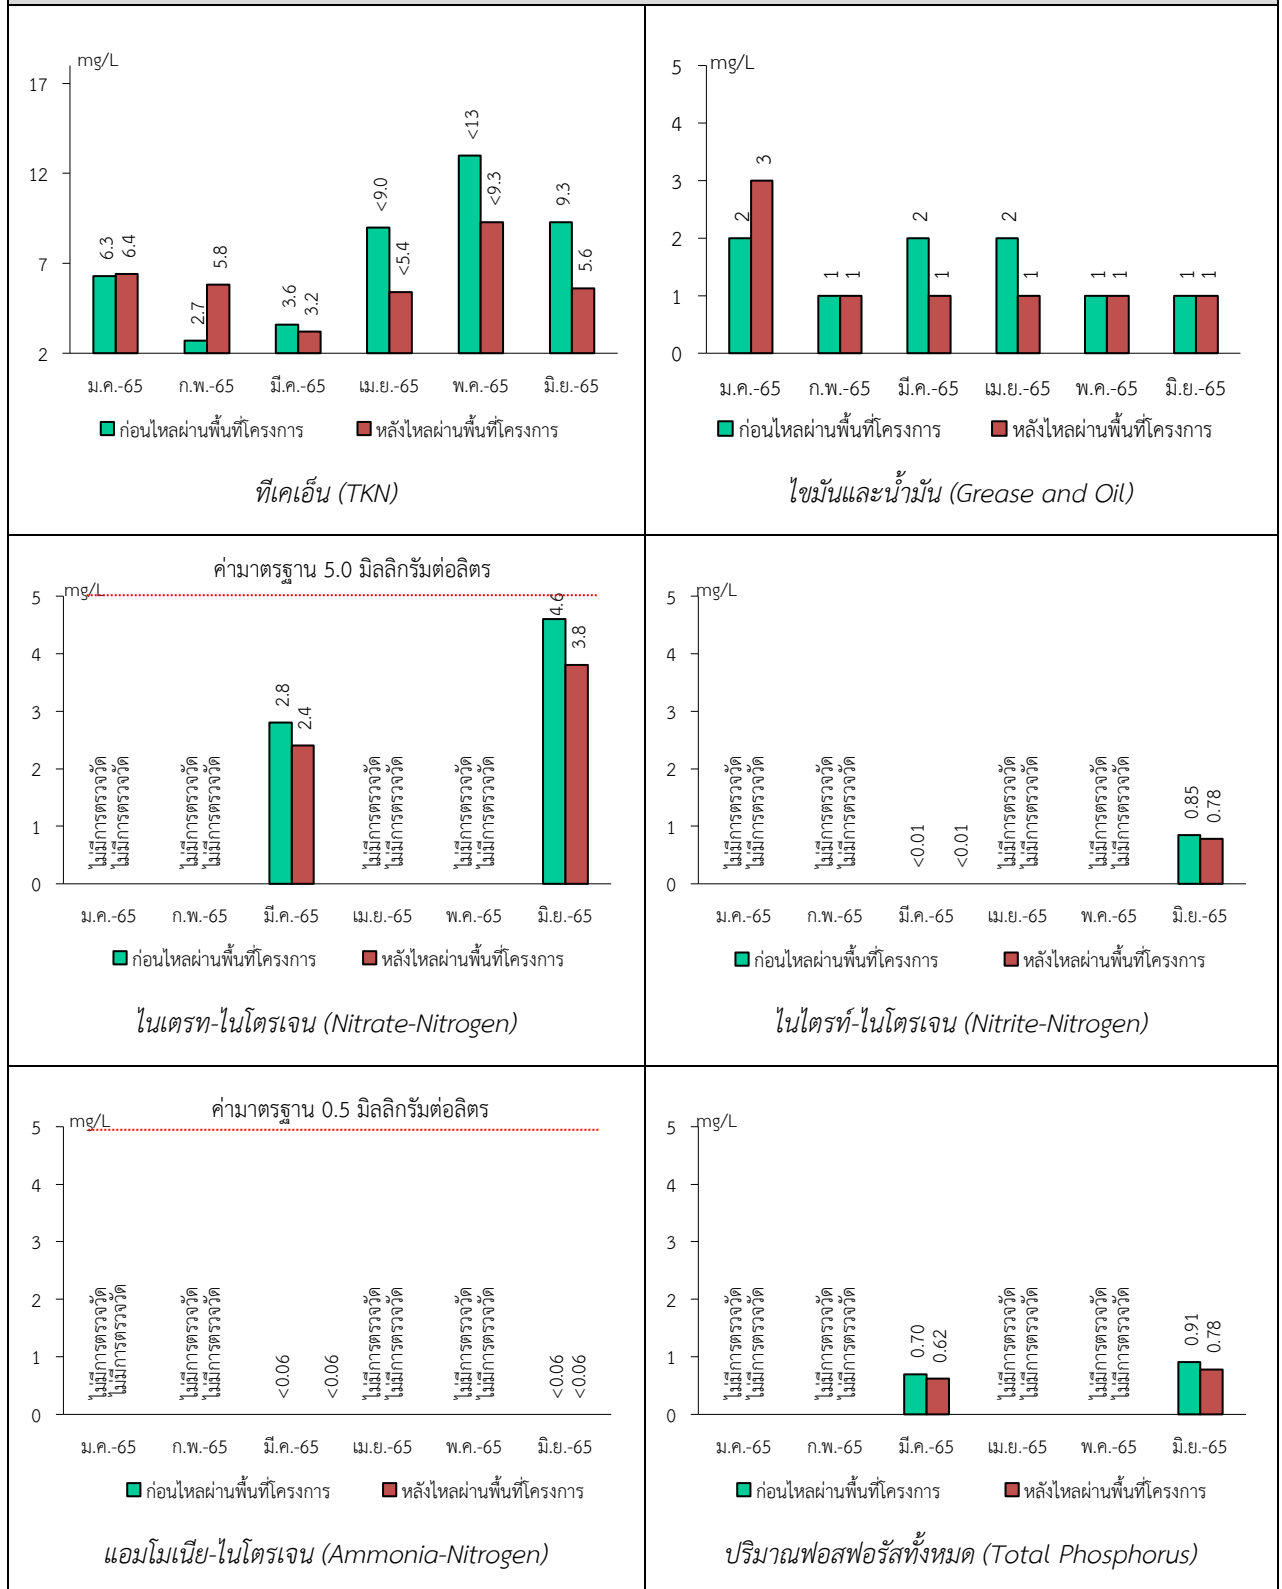 mg/L
17
12
7
2
6.3
6.4
2.7
5.8
3.6
3.2
<9.0
<5.4
<13
<9.3
9.3
5.6
ม.ค.-65 ก.พ.-65 มี.ค.-65 เม.ย.-65 พ.ค.-65 มิ.ย.-65
ก่อนไหลผ่านพื้นที่โครงการ หลังไหลผ่านพื้นที่โครงการ
ทีเคเอ็น (TKN)
mg/L
5
4
3
2
1
0
2
3
1
1
2
1
2
1
1
1
1
1
ม.ค.-65 ก.พ.-65 มี.ค.-65 เม.ย.-65 พ.ค.-65 มิ.ย.-65
ก่อนไหลผ่านพื้นที่โครงการ หลังไหลผ่านพื้นที่โครงการ
ไขมันและน้ำมัน (Grease and Oil)
ค่ามาตรฐาน 5.0 มิลลิกรัมต่อลิตร
mg/L
5
4
3
2
1
0
ไม่มีการตรวจวัด
ไม่มีการตรวจวัด
ไม่มีการตรวจวัด
ไม่มีการตรวจวัด
2.8
2.4
ไม่มีการตรวจวัด
ไม่มีการตรวจวัด
ไม่มีการตรวจวัด
ไม่มีการตรวจวัด
4.6
3.8
ม.ค.-65 ก.พ.-65 มี.ค.-65 เม.ย.-65 พ.ค.-65 มิ.ย.-65
ก่อนไหลผ่านพื้นที่โครงการ หลังไหลผ่านพื้นที่โครงการ
ไนเตรท-ไนโตรเจน (Nitrate-Nitrogen)
mg/L
5
4
3
2
1
0
ไม่มีการตรวจวัด
ไม่มีการตรวจวัด
ไม่มีการตรวจวัด
ไม่มีการตรวจวัด
<0.01
<0.01
ไม่มีการตรวจวัด
ไม่มีการตรวจวัด
ไม่มีการตรวจวัด
ไม่มีการตรวจวัด
0.85
0.78
ม.ค.-65 ก.พ.-65 มี.ค.-65 เม.ย.-65 พ.ค.-65 มิ.ย.-65
ก่อนไหลผ่านพื้นที่โครงการ หลังไหลผ่านพื้นที่โครงการ
ไนไตรท์-ไนโตรเจน (Nitrite-Nitrogen)
ค่ามาตรฐาน 0.5 มิลลิกรัมต่อลิตร
mg/L
5
4
3
2
1
0
ไม่มีการตรวจวัด
ไม่มีการตรวจวัด
ไม่มีการตรวจวัด
ไม่มีการตรวจวัด
<0.06
<0.06
ไม่มีการตรวจวัด
ไม่มีการตรวจวัด
ไม่มีการตรวจวัด
ไม่มีการตรวจวัด
<0.06
<0.06
ม.ค.-65 ก.พ.-65 มี.ค.-65 เม.ย.-65 พ.ค.-65 มิ.ย.-65
ก่อนไหลผ่านพื้นที่โครงการ หลังไหลผ่านพื้นที่โครงการ
แอมโมเนีย-ไนโตรเจน (Ammonia-Nitrogen)
mg/L
5
4
3
2
1
0
ไม่มีการตรวจวัด
ไม่มีการตรวจวัด
ไม่มีการตรวจวัด
ไม่มีการตรวจวัด
0.70
0.62
ไม่มีการตรวจวัด
ไม่มีการตรวจวัด
ไม่มีการตรวจวัด
ไม่มีการตรวจวัด
0.91
0.78
ม.ค.-65 ก.พ.-65 มี.ค.-65 เม.ย.-65 พ.ค.-65 มิ.ย.-65
ก่อนไหลผ่านพื้นที่โครงการ หลังไหลผ่านพื้นที่โครงการ
ปริมาณฟอสฟอรัสทั้งหมด (Total Phosphorus)